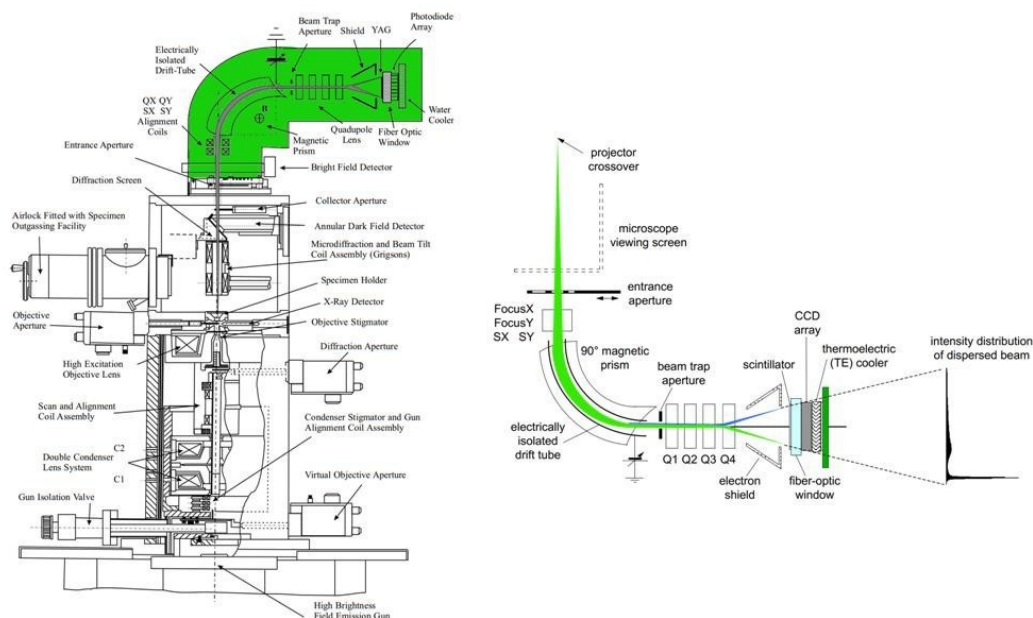 Beam Trap
Aperture
Shield
YAG
Photodiode
Array
Electrically
Isolated
Drift-Tube
QX QY
SX SY
Alignment
Coils
R
Magnetic
Prism
Quadupole
Lens
Fiber Optic
Window
Water
Cooler
Entrance Aperture
Bright Field Detector
Diffraction Screen
Collector Aperture
Airlock Fitted with Specimen
Outgassing Facility
Annular Dark Field Detector
Microdiffraction and Beam Tilt
Coil Assembly (Grigsons)
Specimen Holder
X-Ray Detector
Objective
Aperture
Objective Stigmator
High Excitation
Objective Lens
Diffraction Aperture
Scan and Alignment
Coil Assembly
Condenser Stigmator and Gun
Alignment Coil Assembly
C2
Double Condenser
Lens System
C1
Virtual Objective Aperture
Gun Isolation Valve
High Brightness
Field Emission Gun
projector
crossover
microscope
viewing screen
entrance
aperture
FocusX
FocusY
SX SY
90° magnetic
prism
beam trap
aperture
scintillator
CCD
array
thermoelectric
(TE) cooler
intensity distribution
of dispersed beam
electrically
isolated
drift tube
Q1 Q2 Q3 Q4
electron
shield
fiber-optic
window